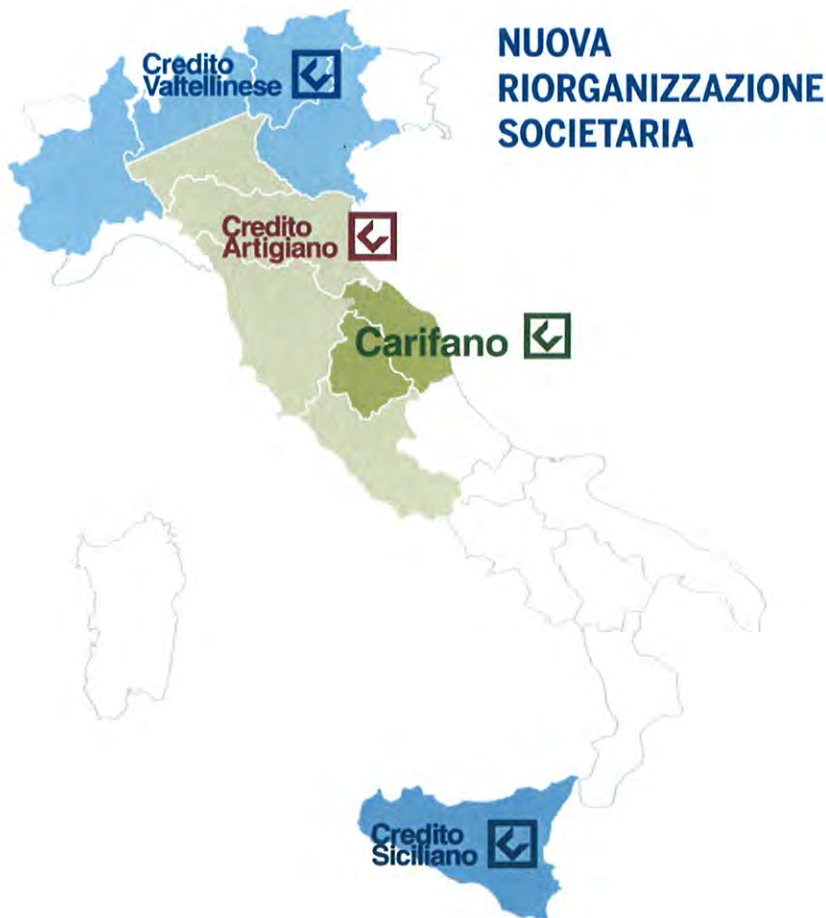 NUOVA
RIORGANIZZAZIONE
SOCIETARIA
Credito
Valtellinese
Credito
Artigiano
Carifano
Credito
Siciliano